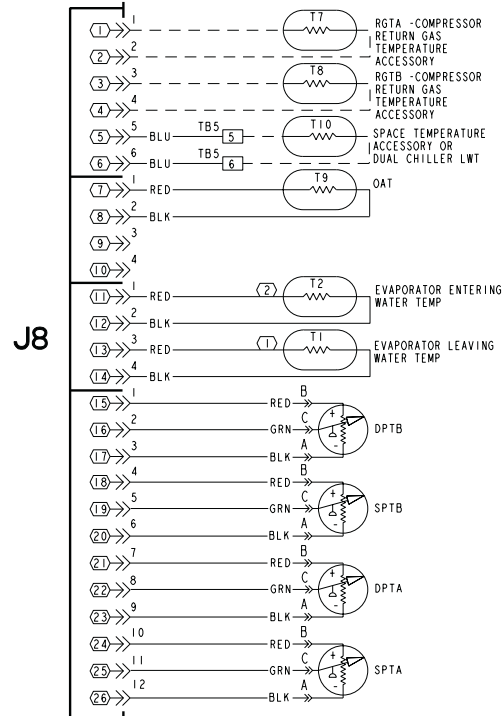 1 1 T7 RGTA -COMPRESSOR
RETURN GAS
TEMPERATURE
ACCESSORY
2 2
3 3 T8 RGTB -COMPRESSOR
RETURN GAS
TEMPERATURE
ACCESSORY
4 4
5 5 BLU TB5 5 T10 SPACE TEMPERATURE
ACCESSORY OR
DUAL CHILLER LWT
6 6 BLU TB5 6
7 1 RED T9 OAT
8 2 BLK
9 3
10 4
11 1 RED 2 T2 EVAPORATOR ENTERING
WATER TEMP
12 2 BLK
J8
13 3 RED 1 T1 EVAPORATOR LEAVING
WATER TEMP
14 4 BLK
15 1 RED B
16 2 GRN C + - DPTB
17 3 BLK A
18 4 RED B
19 5 GRN C + - SPTB
20 6 BLK A
21 7 RED B
22 8 GRN C + - DPTA
23 9 BLK A
24 10 RED B
25 11 GRN C + - SPTA
26 12 BLK A